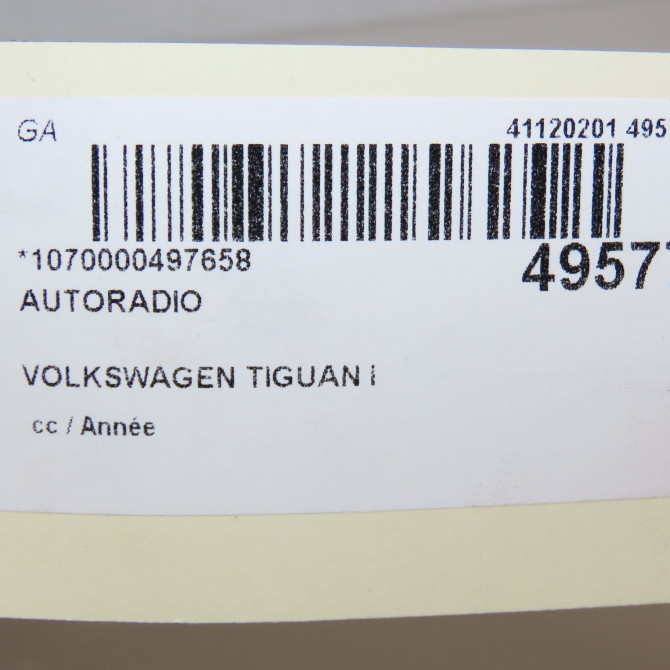 GA 41120201 495
*1070000497658 4957
AUTORADIO
VOLKSWAGEN TIGUAN I
cc / Année